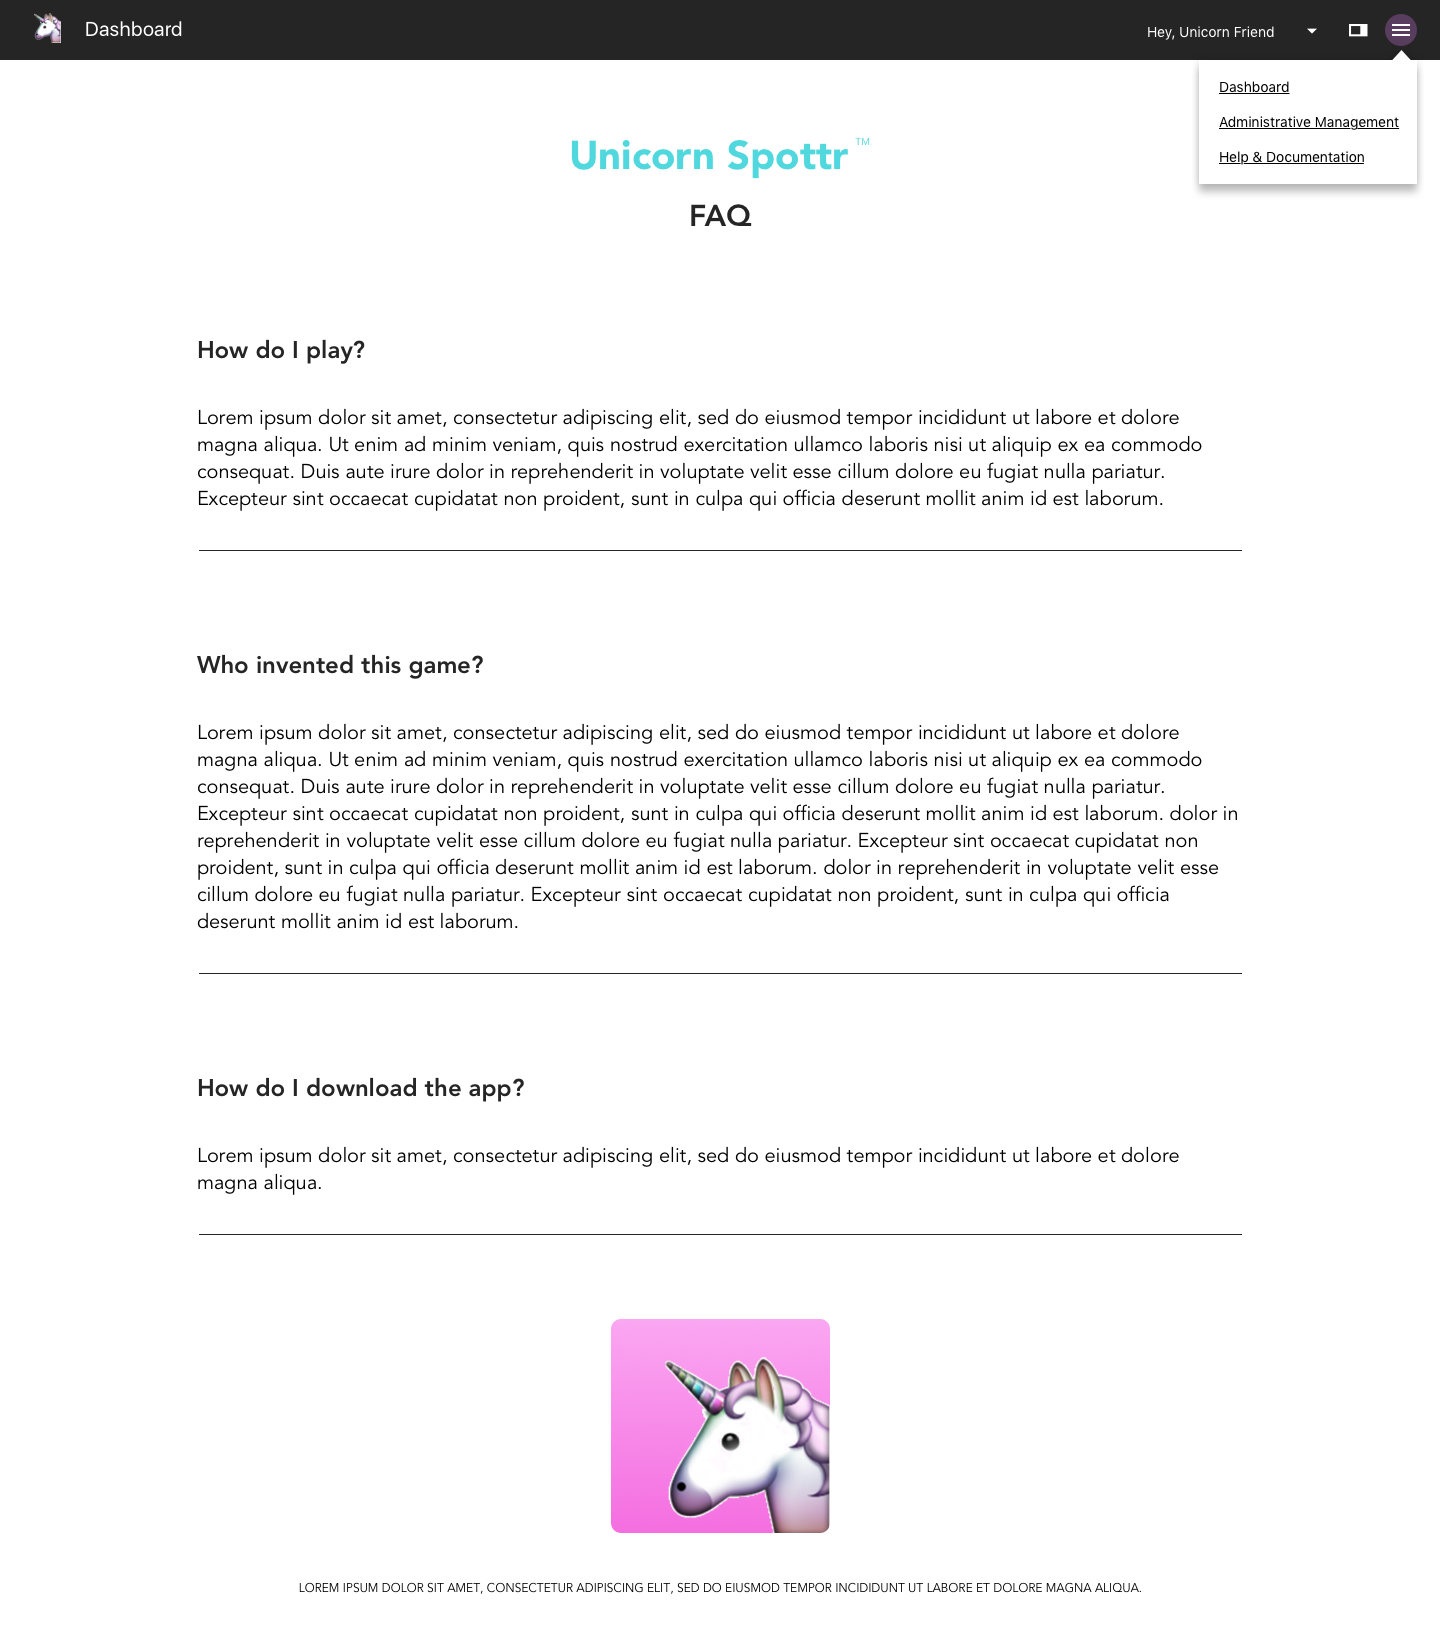 Dashboard
Hey, Unicorn Friend
Dashboard
Administrative Management
Help & Documentation
Unicorn Spottr ™
FAQ
How do I play?
Lorem ipsum dolor sit amet, consectetur adipiscing elit, sed do eiusmod tempor incididunt ut labore et dolore
magna aliqua. Ut enim ad minim veniam, quis nostrud exercitation ullamco laboris nisi ut aliquip ex ea commodo
consequat. Duis aute irure dolor in reprehenderit in voluptate velit esse cillum dolore eu fugiat nulla pariatur.
Excepteur sint occaecat cupidatat non proident, sunt in culpa qui officia deserunt mollit anim id est laborum.
Who invented this game?
Lorem ipsum dolor sit amet, consectetur adipiscing elit, sed do eiusmod tempor incididunt ut labore et dolore
magna aliqua. Ut enim ad minim veniam, quis nostrud exercitation ullamco laboris nisi ut aliquip ex ea commodo
consequat. Duis aute irure dolor in reprehenderit in voluptate velit esse cillum dolore eu fugiat nulla pariatur.
Excepteur sint occaecat cupidatat non proident, sunt in culpa qui officia deserunt mollit anim id est laborum. dolor in
reprehenderit in voluptate velit esse cillum dolore eu fugiat nulla pariatur. Excepteur sint occaecat cupidatat non
proident, sunt in culpa qui officia deserunt mollit anim id est laborum. dolor in reprehenderit in voluptate velit esse
cillum dolore eu fugiat nulla pariatur. Excepteur sint occaecat cupidatat non proident, sunt in culpa qui officia
deserunt mollit anim id est laborum.
How do I download the app?
Lorem ipsum dolor sit amet, consectetur adipiscing elit, sed do eiusmod tempor incididunt ut labore et dolore
magna aliqua.
LOREM IPSUM DOLOR SIT AMET, CONSECTETUR ADIPISCING ELIT, SED DO EIUSMOD TEMPOR INCIDIDUNT UT LABORE ET DOLORE MAGNA ALIQUA.